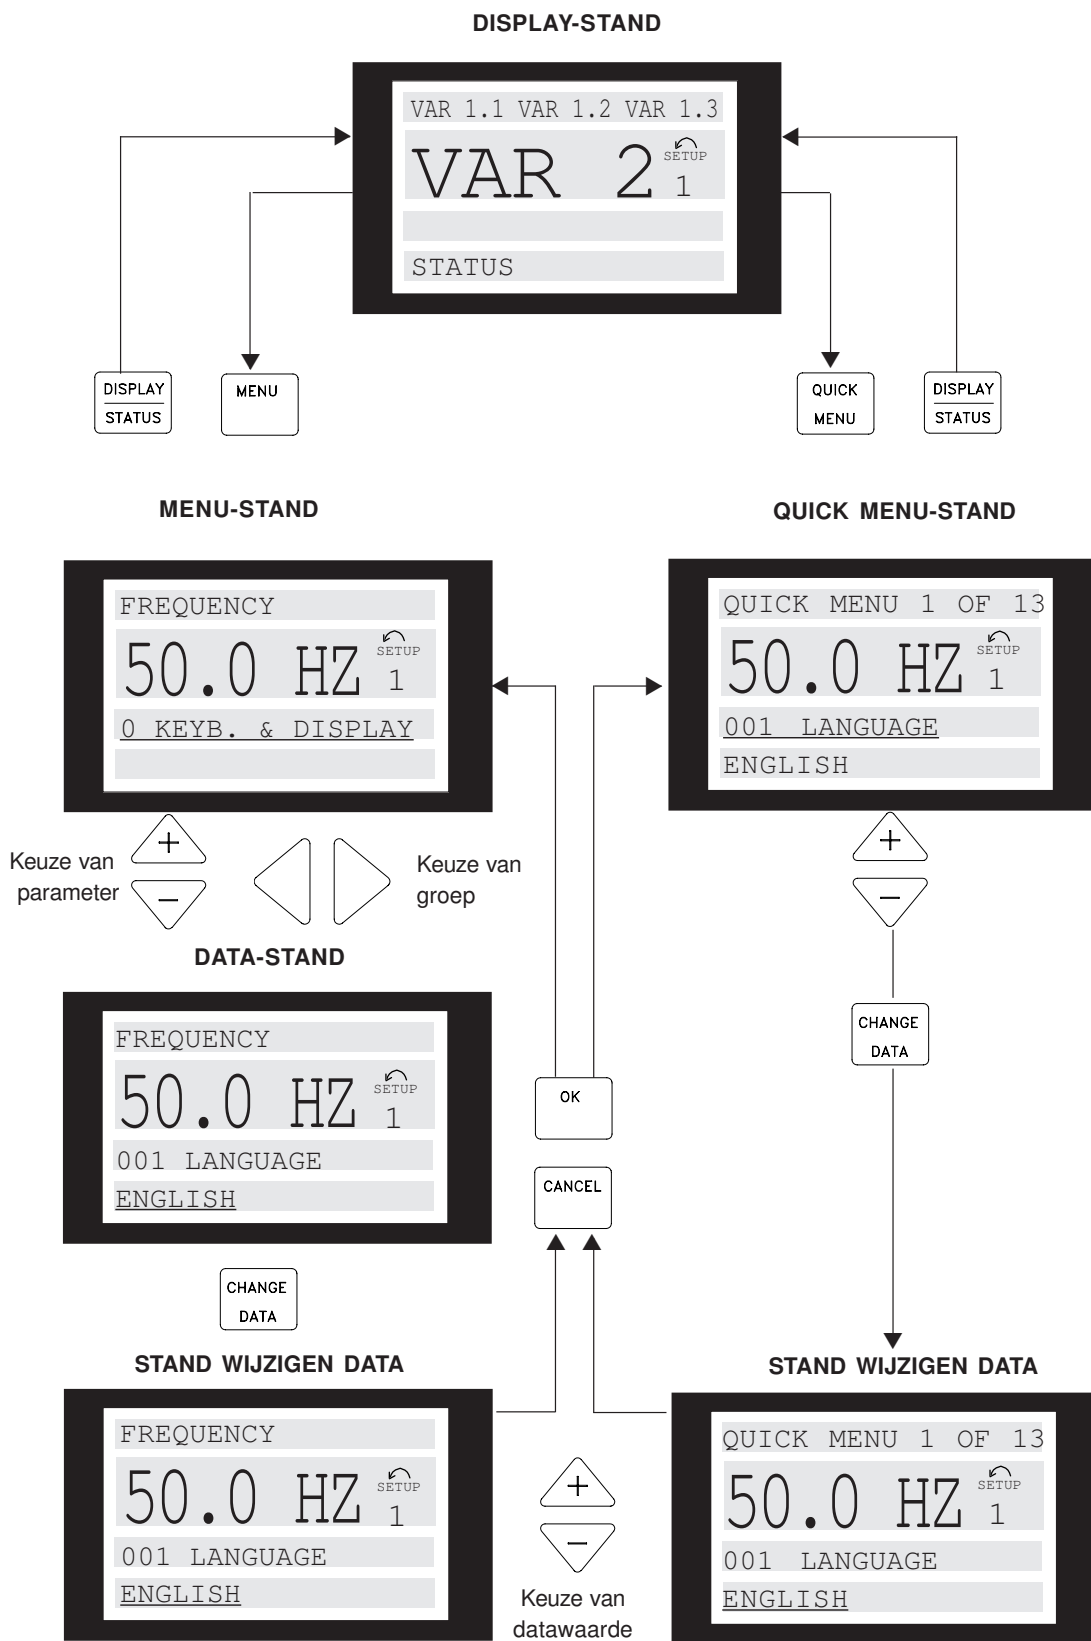 DISPLAY-STAND
VAR 1.1 VAR 1.2 VAR 1.3
VAR 2
SETUP
1
STATUS
DISPLAY
STATUS
MENU
QUICK
MENU
DISPLAY
STATUS
MENU-STAND
FREQUENCY
50.0 HZ
SETUP
1
0 KEYB. & DISPLAY
Keuze van
parameter
+
-
Keuze van
groep
QUICK MENU-STAND
QUICK MENU 1 OF 13
50.0 HZ
SETUP
1
001 LANGUAGE
ENGLISH
+
-
CHANGE
DATA
DATA-STAND
FREQUENCY
50.0 HZ
SETUP
1
001 LANGUAGE
ENGLISH
OK
CANCEL
CHANGE
DATA
STAND WIJZIGEN DATA
FREQUENCY
50.0 HZ
SETUP
1
001 LANGUAGE
ENGLISH
+
-
Keuze van
datawaarde
STAND WIJZIGEN DATA
QUICK MENU 1 OF 13
50.0 HZ
SETUP
1
001 LANGUAGE
ENGLISH